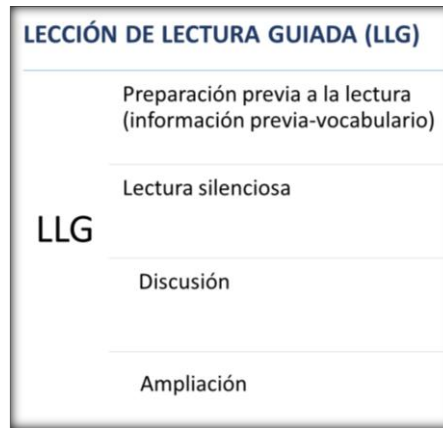 LECCIÓN DE LECTURA GUIADA (LLG)
Preparación previa a la lectura
(información previa-vocabulario)
Lectura silenciosa
LLG
Discusión
Ampliación